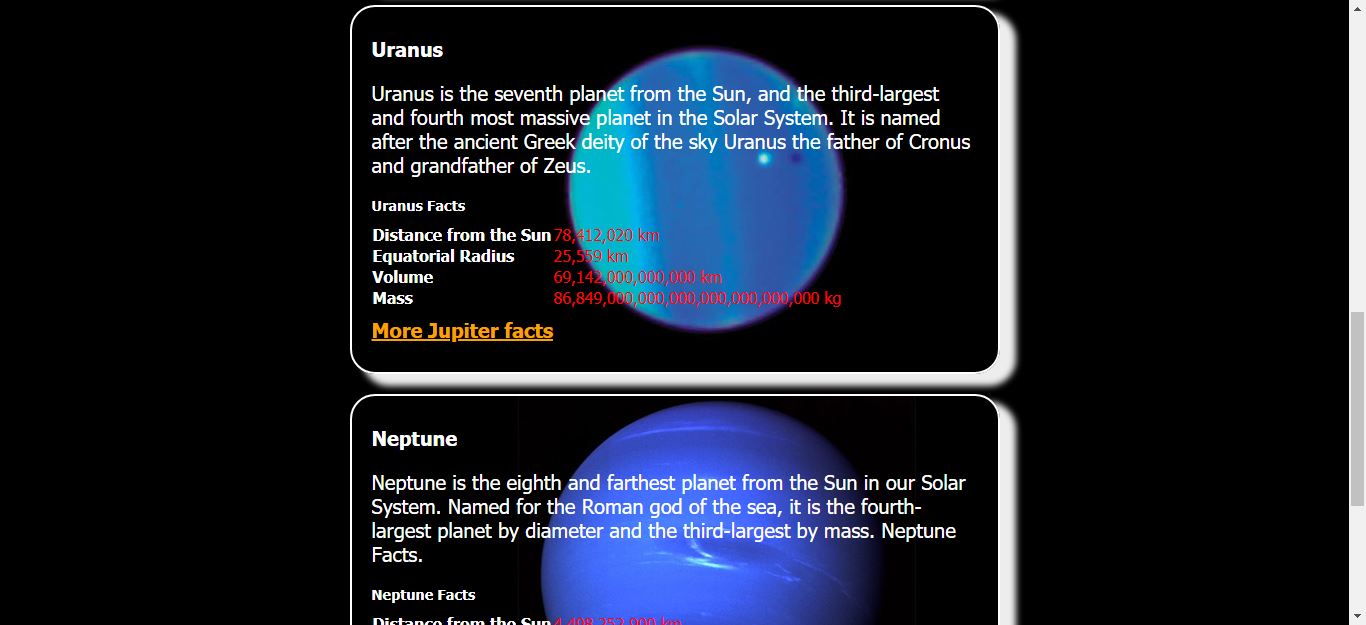 Uranus
Uranus is the seventh planet from the Sun, and the third-largest
and fourth most massive planet in the Solar System. It is named
after the ancient Greek deity of the sky Uranus the father of Cronus
and grandfather of Zeus.
Uranus Facts
Distance from the Sun 78,412,020 km
Equatorial Radius 25,559 km
Volume 69,142,000,000,000 km
Mass 86,849,000,000,000,000,000,000,000 kg
More Jupiter facts
Neptune
Neptune is the eighth and farthest planet from the Sun in our Solar
System. Named for the Roman god of the sea, it is the fourth-
largest planet by diameter and the third-largest by mass. Neptune
Facts.
Neptune Facts
Distance from the Sun 4,498,252,900 km